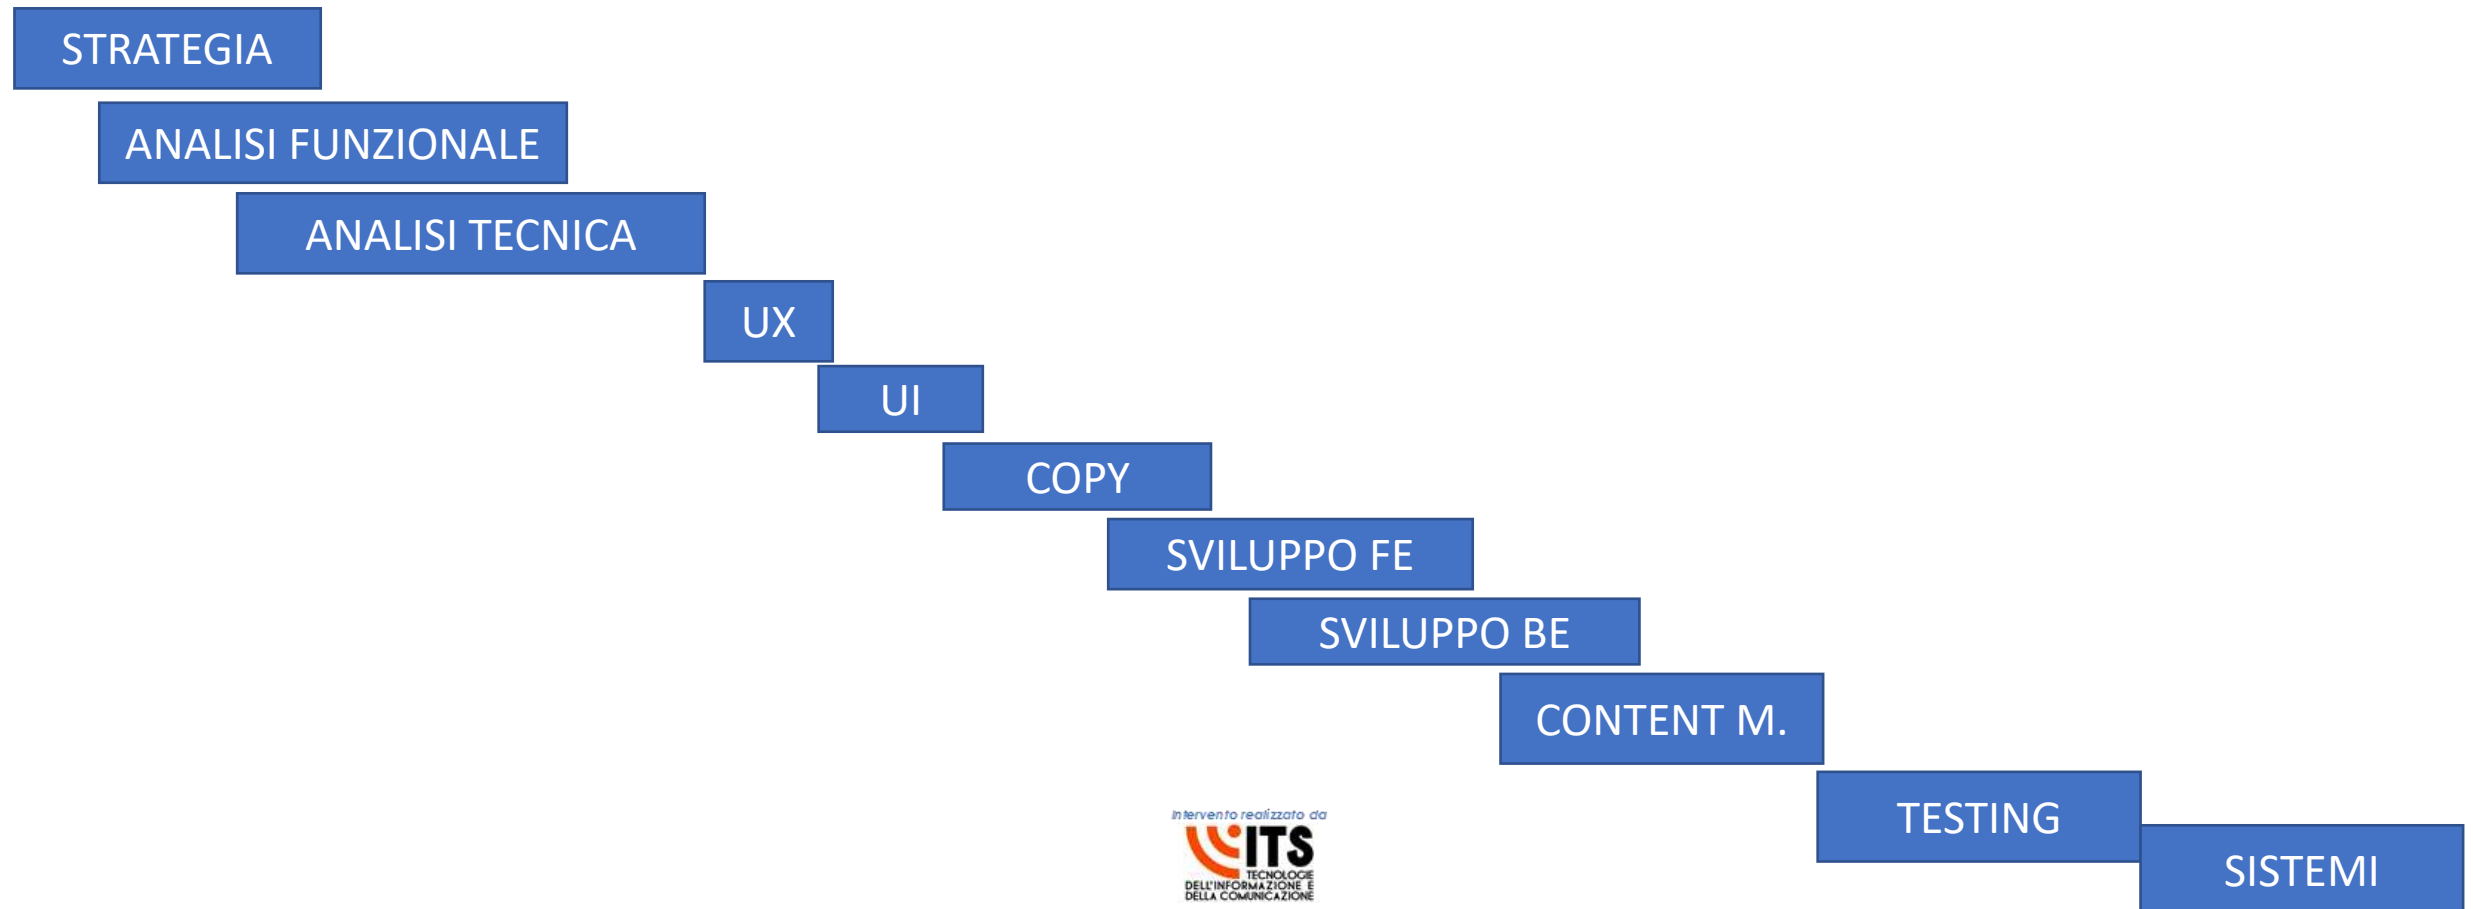 STRATEGIA
ANALISI FUNZIONALE
ANALISI TECNICA
UX
UI
COPY
SVILUPPO FE
SVILUPPO BE
CONTENT M.
TESTING
SISTEMI
Intervento realizzato da
ITS
TECNOLOGIE
DELL'INFORMAZIONE E
DELLA COMUNICAZIONE